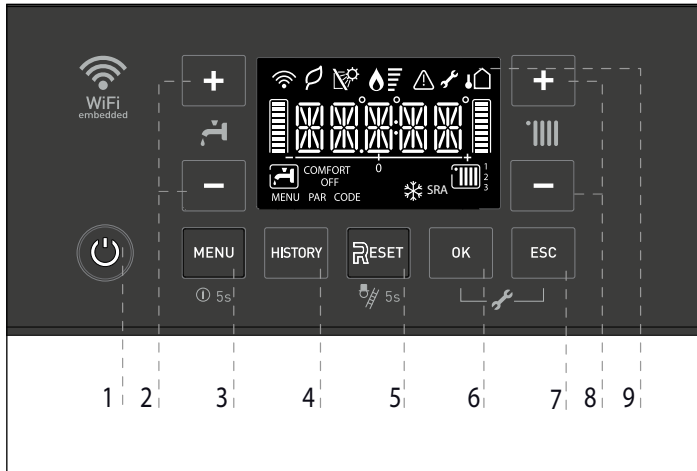 WiFi
embedded
+
+
−
−
− 0 +
COMFORT
OFF
MENU PAR CODE
SRA
1
2
3
MENU
HISTORY
RESET
OK
ESC
5s
5s
1 2 3 4 5 6 7 8 9